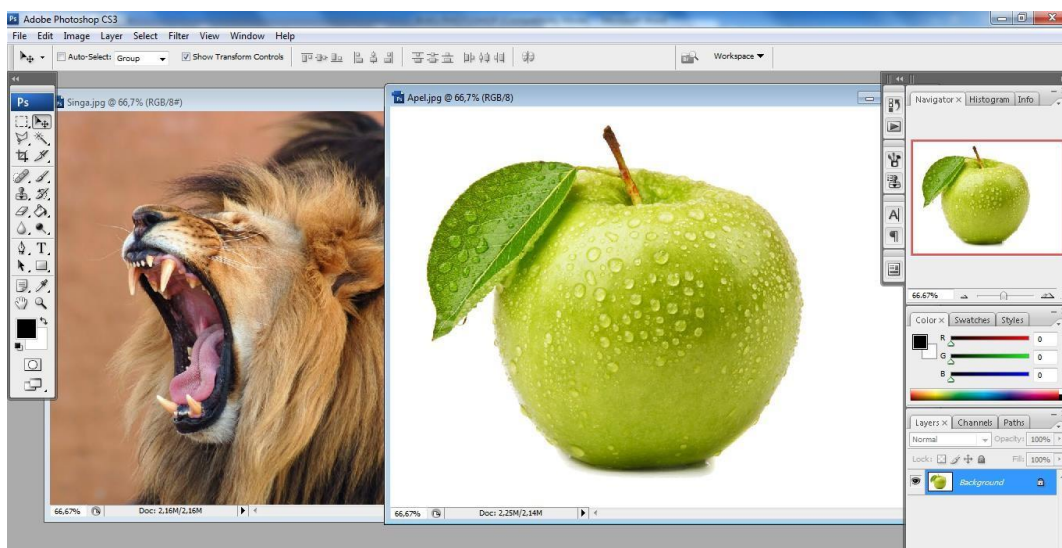 Ps Adobe Photoshop CS3
File Edit Image Layer Select Filter View Window Help
Auto-Select: Group Show Transform Controls Workspace
Ps
Singa.jpg @ 66,7% (RGB/8#)
66,67% Doc: 2,16M/2,16M
Apel.jpg @ 66,7% (RGB/8)
66,67% Doc: 2,25M/2,14M
Navigator × Histogram Info
66.67%
Color × Swatches Styles
R 0
G 0
B 0
Layers × Channels Paths
Normal Opacity: 100%
Lock: Fill: 100%
Background